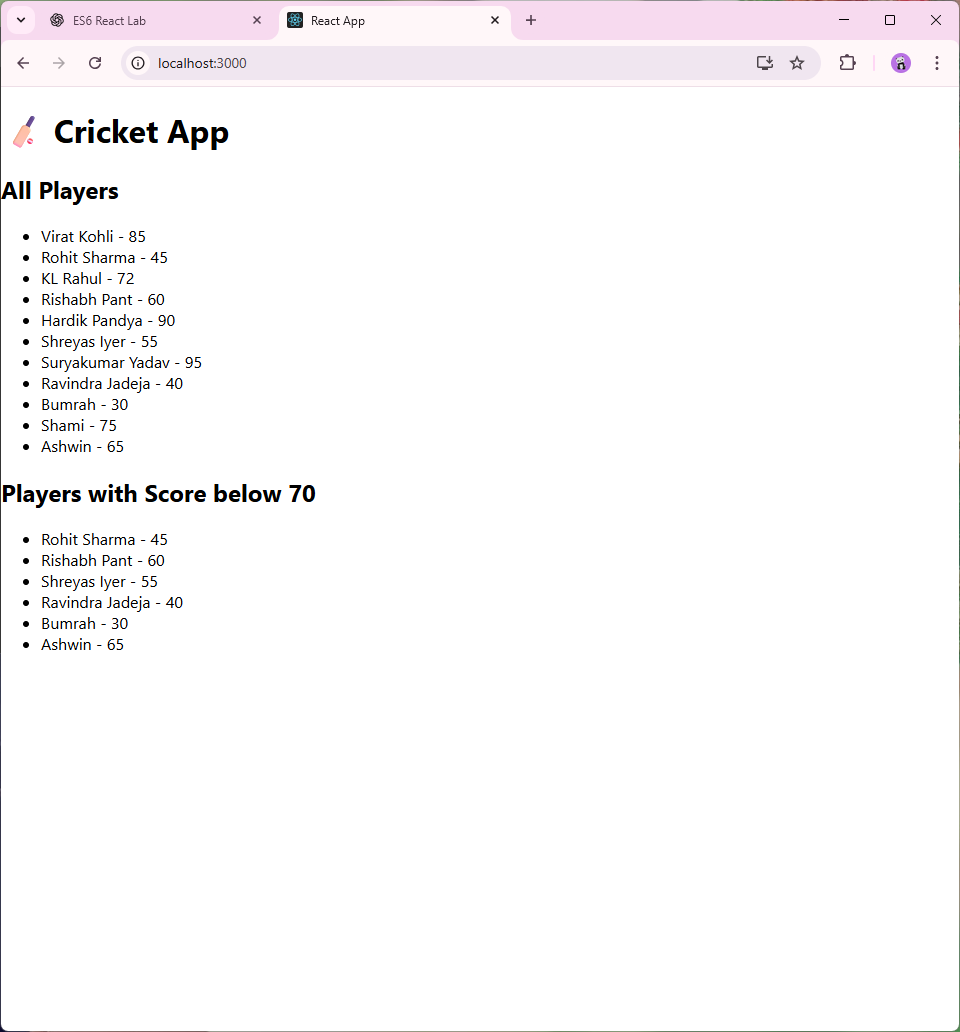 ES6 React Lab
React App
localhost:3000
Cricket App
All Players
Virat Kohli - 85
Rohit Sharma - 45
KL Rahul - 72
Rishabh Pant - 60
Hardik Pandya - 90
Shreyas Iyer - 55
Suryakumar Yadav - 95
Ravindra Jadeja - 40
Bumrah - 30
Shami - 75
Ashwin - 65
Players with Score below 70
Rohit Sharma - 45
Rishabh Pant - 60
Shreyas Iyer - 55
Ravindra Jadeja - 40
Bumrah - 30
Ashwin - 65